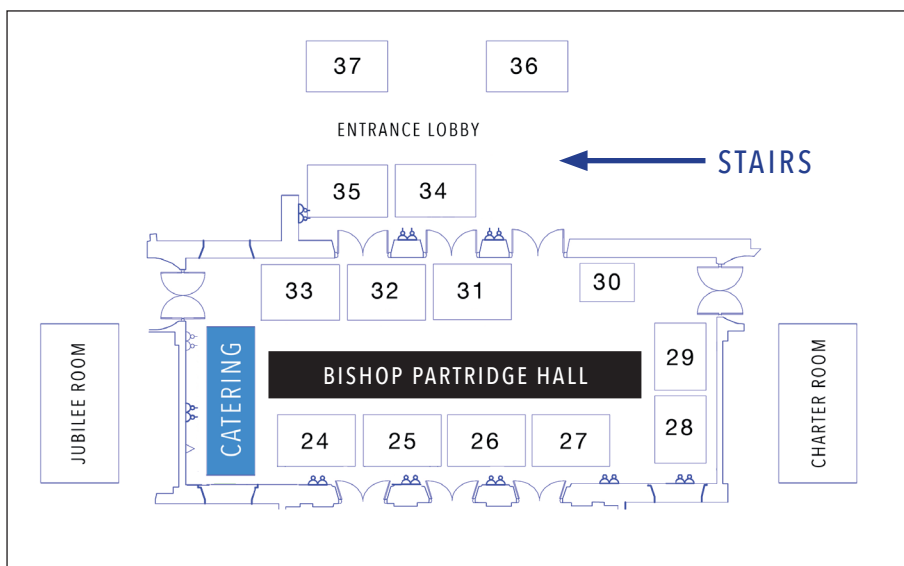 37
36
ENTRANCE LOBBY
STAIRS
35
34
33
32
31
30
JUBILEE ROOM
CATERING
BISHOP PARTRIDGE HALL
29
CHARTER ROOM
24
25
26
27
28